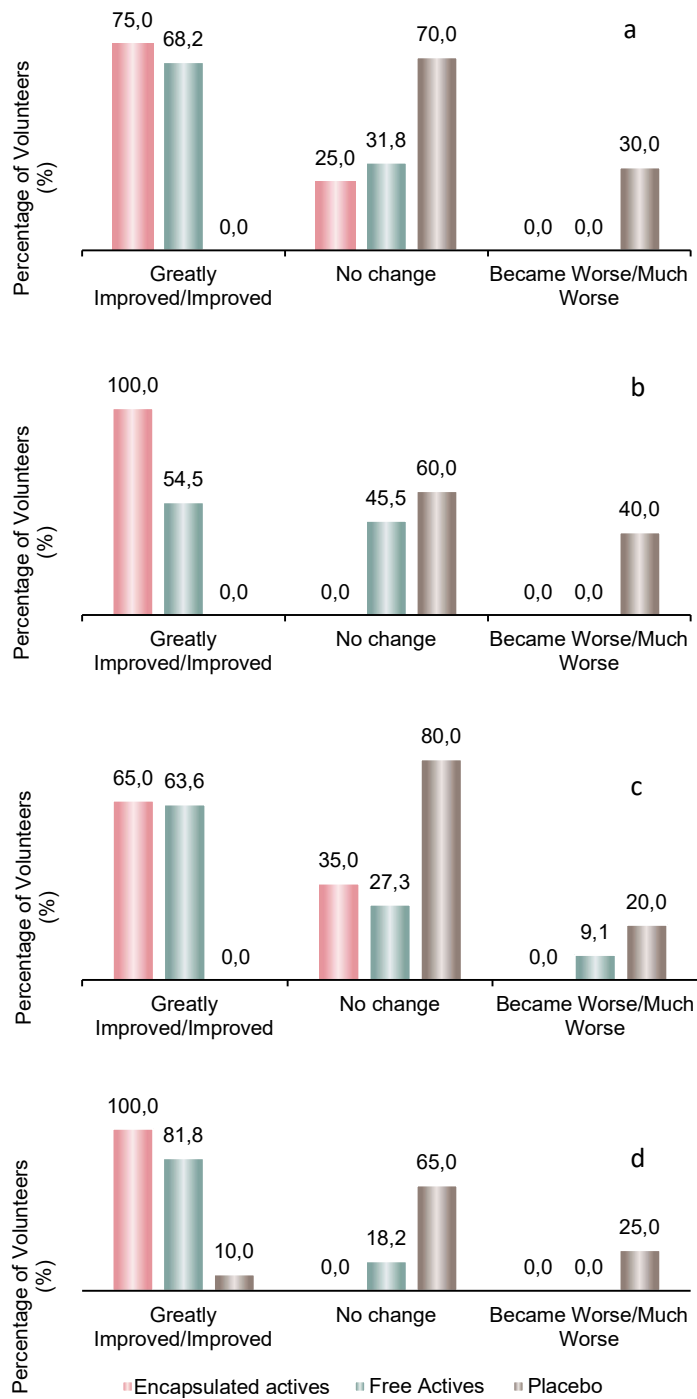 75,0
68,2
0,0
25,0
31,8
70,0
0,0
0,0
30,0
a
Percentage of Volunteers
(%)
Greatly
Improved/Improved
No change
Became Worse/Much
Worse
100,0
54,5
0,0
0,0
45,5
60,0
0,0
0,0
40,0
b
Percentage of Volunteers
(%)
Greatly
Improved/Improved
No change
Became Worse/Much
Worse
65,0
63,6
0,0
35,0
27,3
80,0
0,0
9,1
20,0
c
Percentage of Volunteers
(%)
Greatly
Improved/Improved
No change
Became Worse/Much
Worse
100,0
81,8
10,0
0,0
18,2
65,0
0,0
0,0
25,0
d
Percentage of Volunteers
(%)
Greatly
Improved/Improved
No change
Became Worse/Much
Worse
Encapsulated actives
Free Actives
Placebo